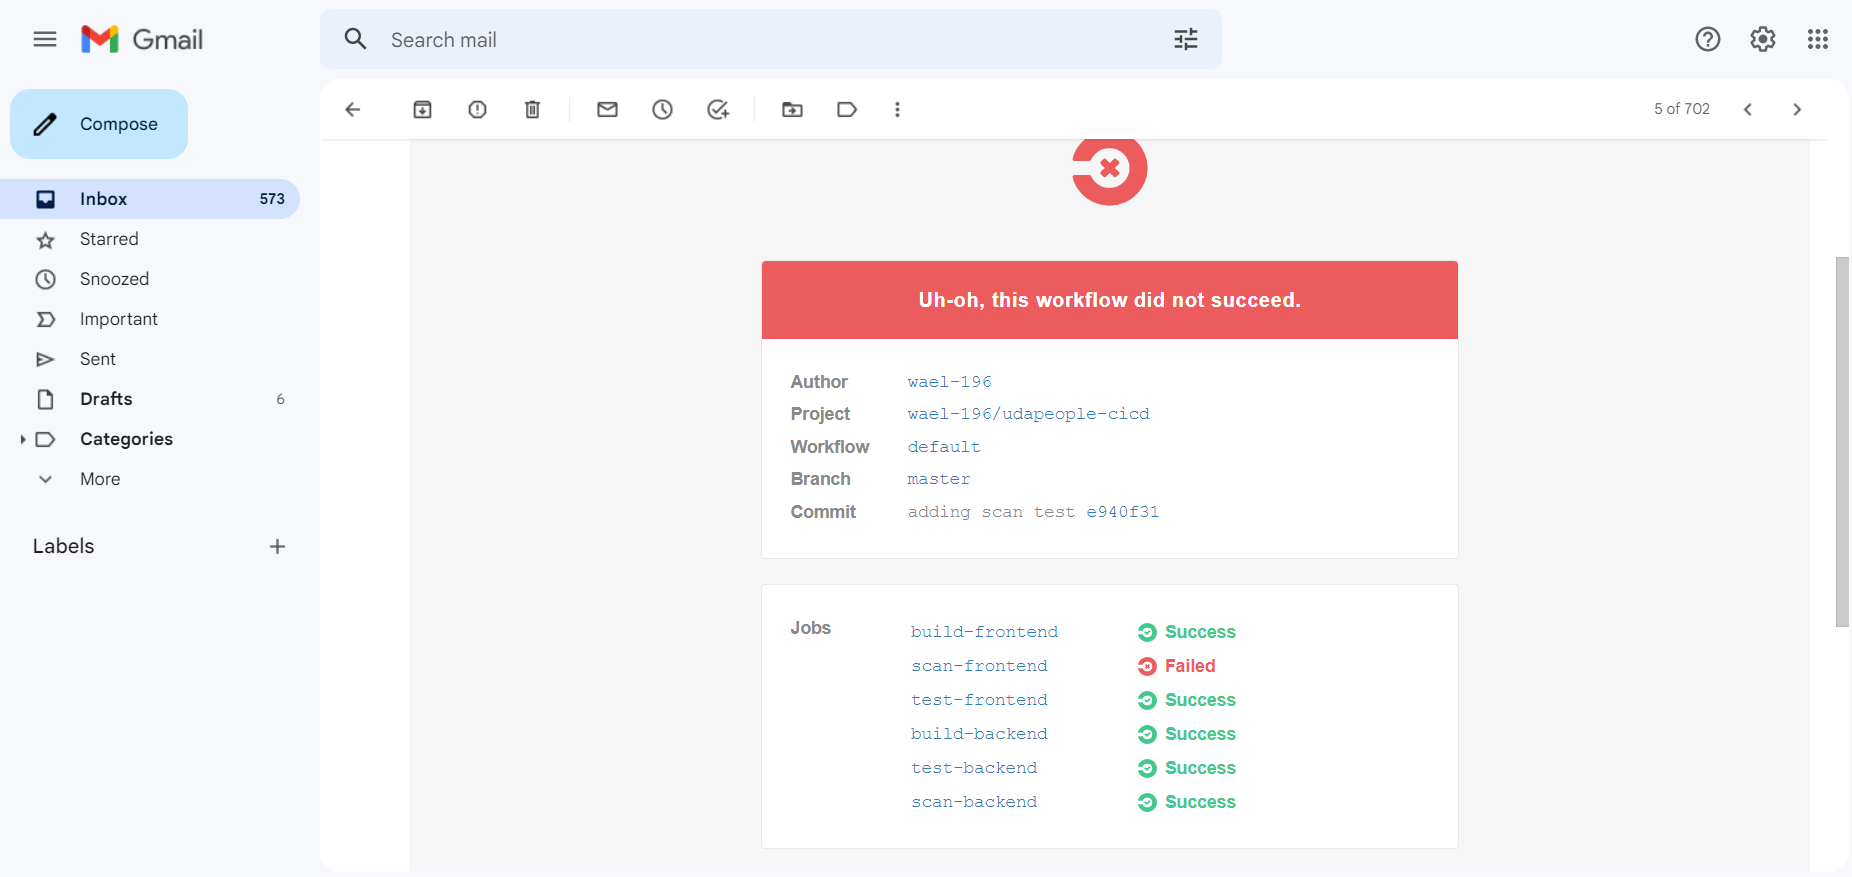 Gmail
Search mail
Compose
5 of 702
Inbox 573
Starred
Snoozed
Important
Sent
Drafts 6
Categories
More
Labels
Uh-oh, this workflow did not succeed.
Author wael-196
Project wael-196/udapeople-cicd
Workflow default
Branch master
Commit adding scan test e940f31
Jobs build-frontend Success
scan-frontend Failed
test-frontend Success
build-backend Success
test-backend Success
scan-backend Success